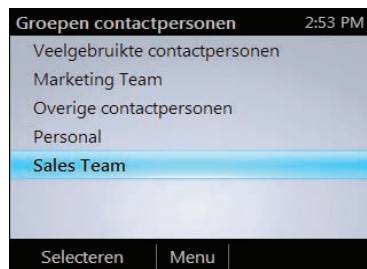 Groepen contactpersonen 2:53 PM
Veelgebruikte contactpersonen
Marketing Team
Overige contactpersonen
Personal
Sales Team
Selecteren Menu